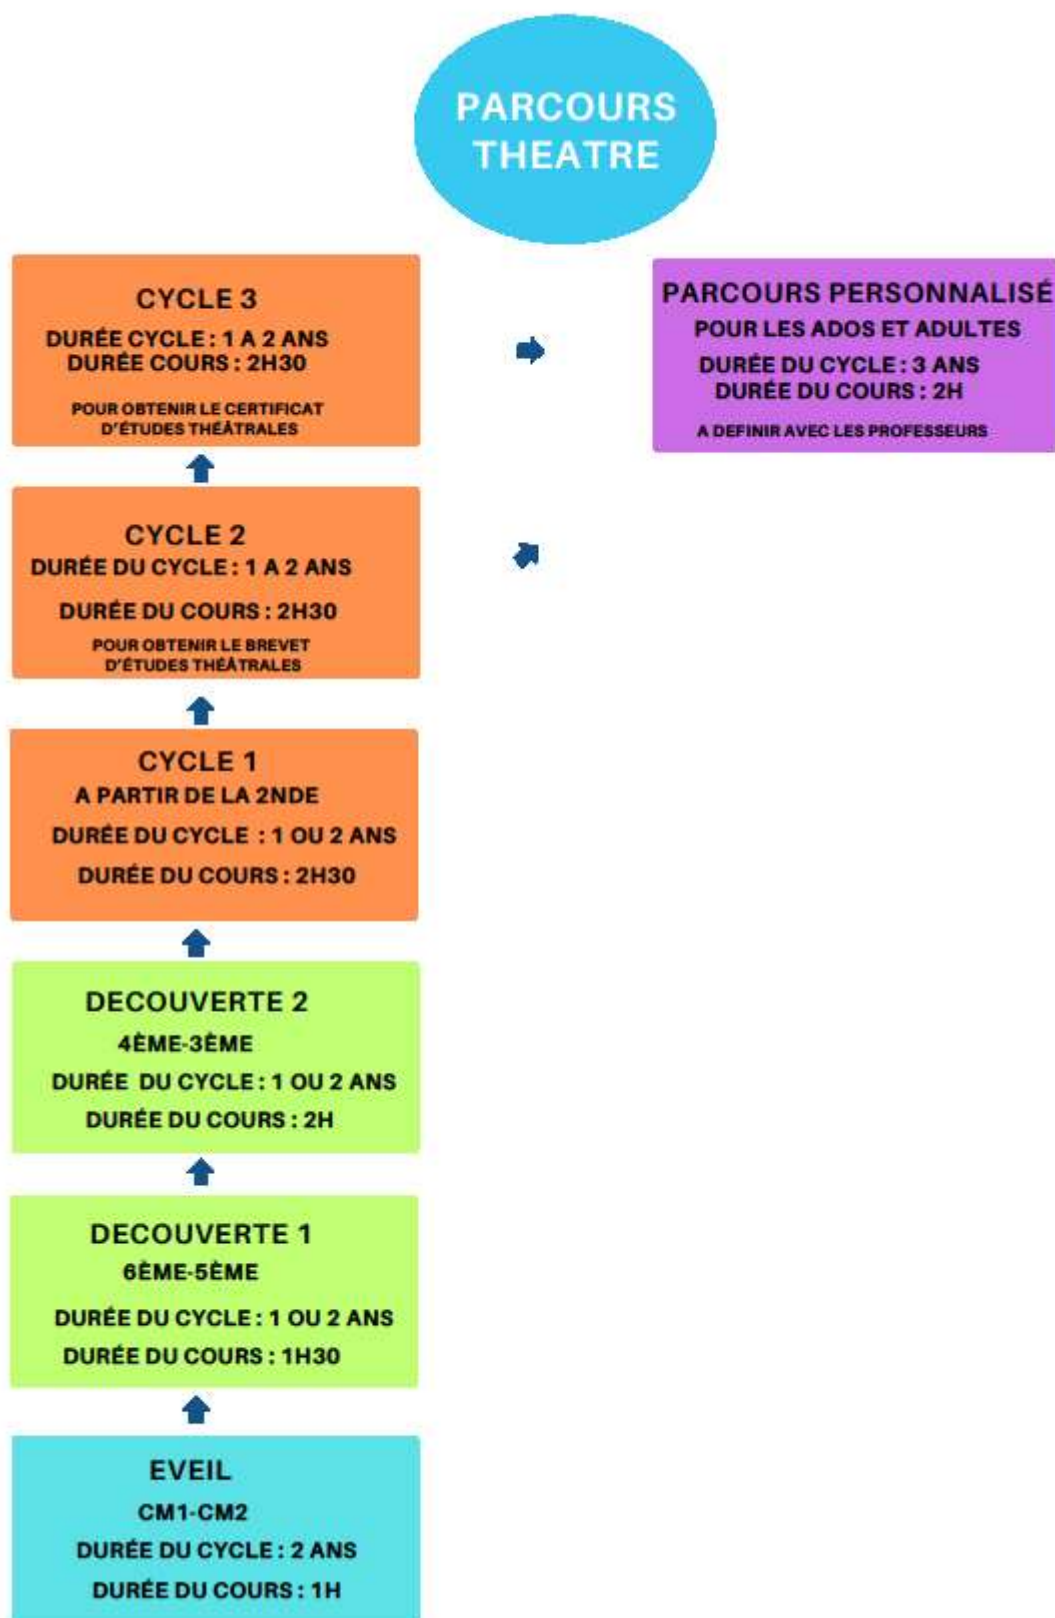 PARCOURS
THEATRE
CYCLE 3
DURÉE CYCLE : 1 A 2 ANS
DURÉE COURS : 2H30
POUR OBTENIR LE CERTIFICAT
D'ÉTUDES THÉÂTRALES
PARCOURS PERSONNALISÉ
POUR LES ADOS ET ADULTES
DURÉE DU CYCLE : 3 ANS
DURÉE DU COURS : 2H
A DEFINIR AVEC LES PROFESSEURS
CYCLE 2
DURÉE DU CYCLE : 1 A 2 ANS
DURÉE DU COURS : 2H30
POUR OBTENIR LE BREVET
D'ÉTUDES THÉÂTRALES
CYCLE 1
A PARTIR DE LA 2NDE
DURÉE DU CYCLE : 1 OU 2 ANS
DURÉE DU COURS : 2H30
DECOUVERTE 2
4ÈME-3ÈME
DURÉE DU CYCLE : 1 OU 2 ANS
DURÉE DU COURS : 2H
DECOUVERTE 1
6ÈME-5ÈME
DURÉE DU CYCLE : 1 OU 2 ANS
DURÉE DU COURS : 1H30
EVEIL
CM1-CM2
DURÉE DU CYCLE : 2 ANS
DURÉE DU COURS : 1H